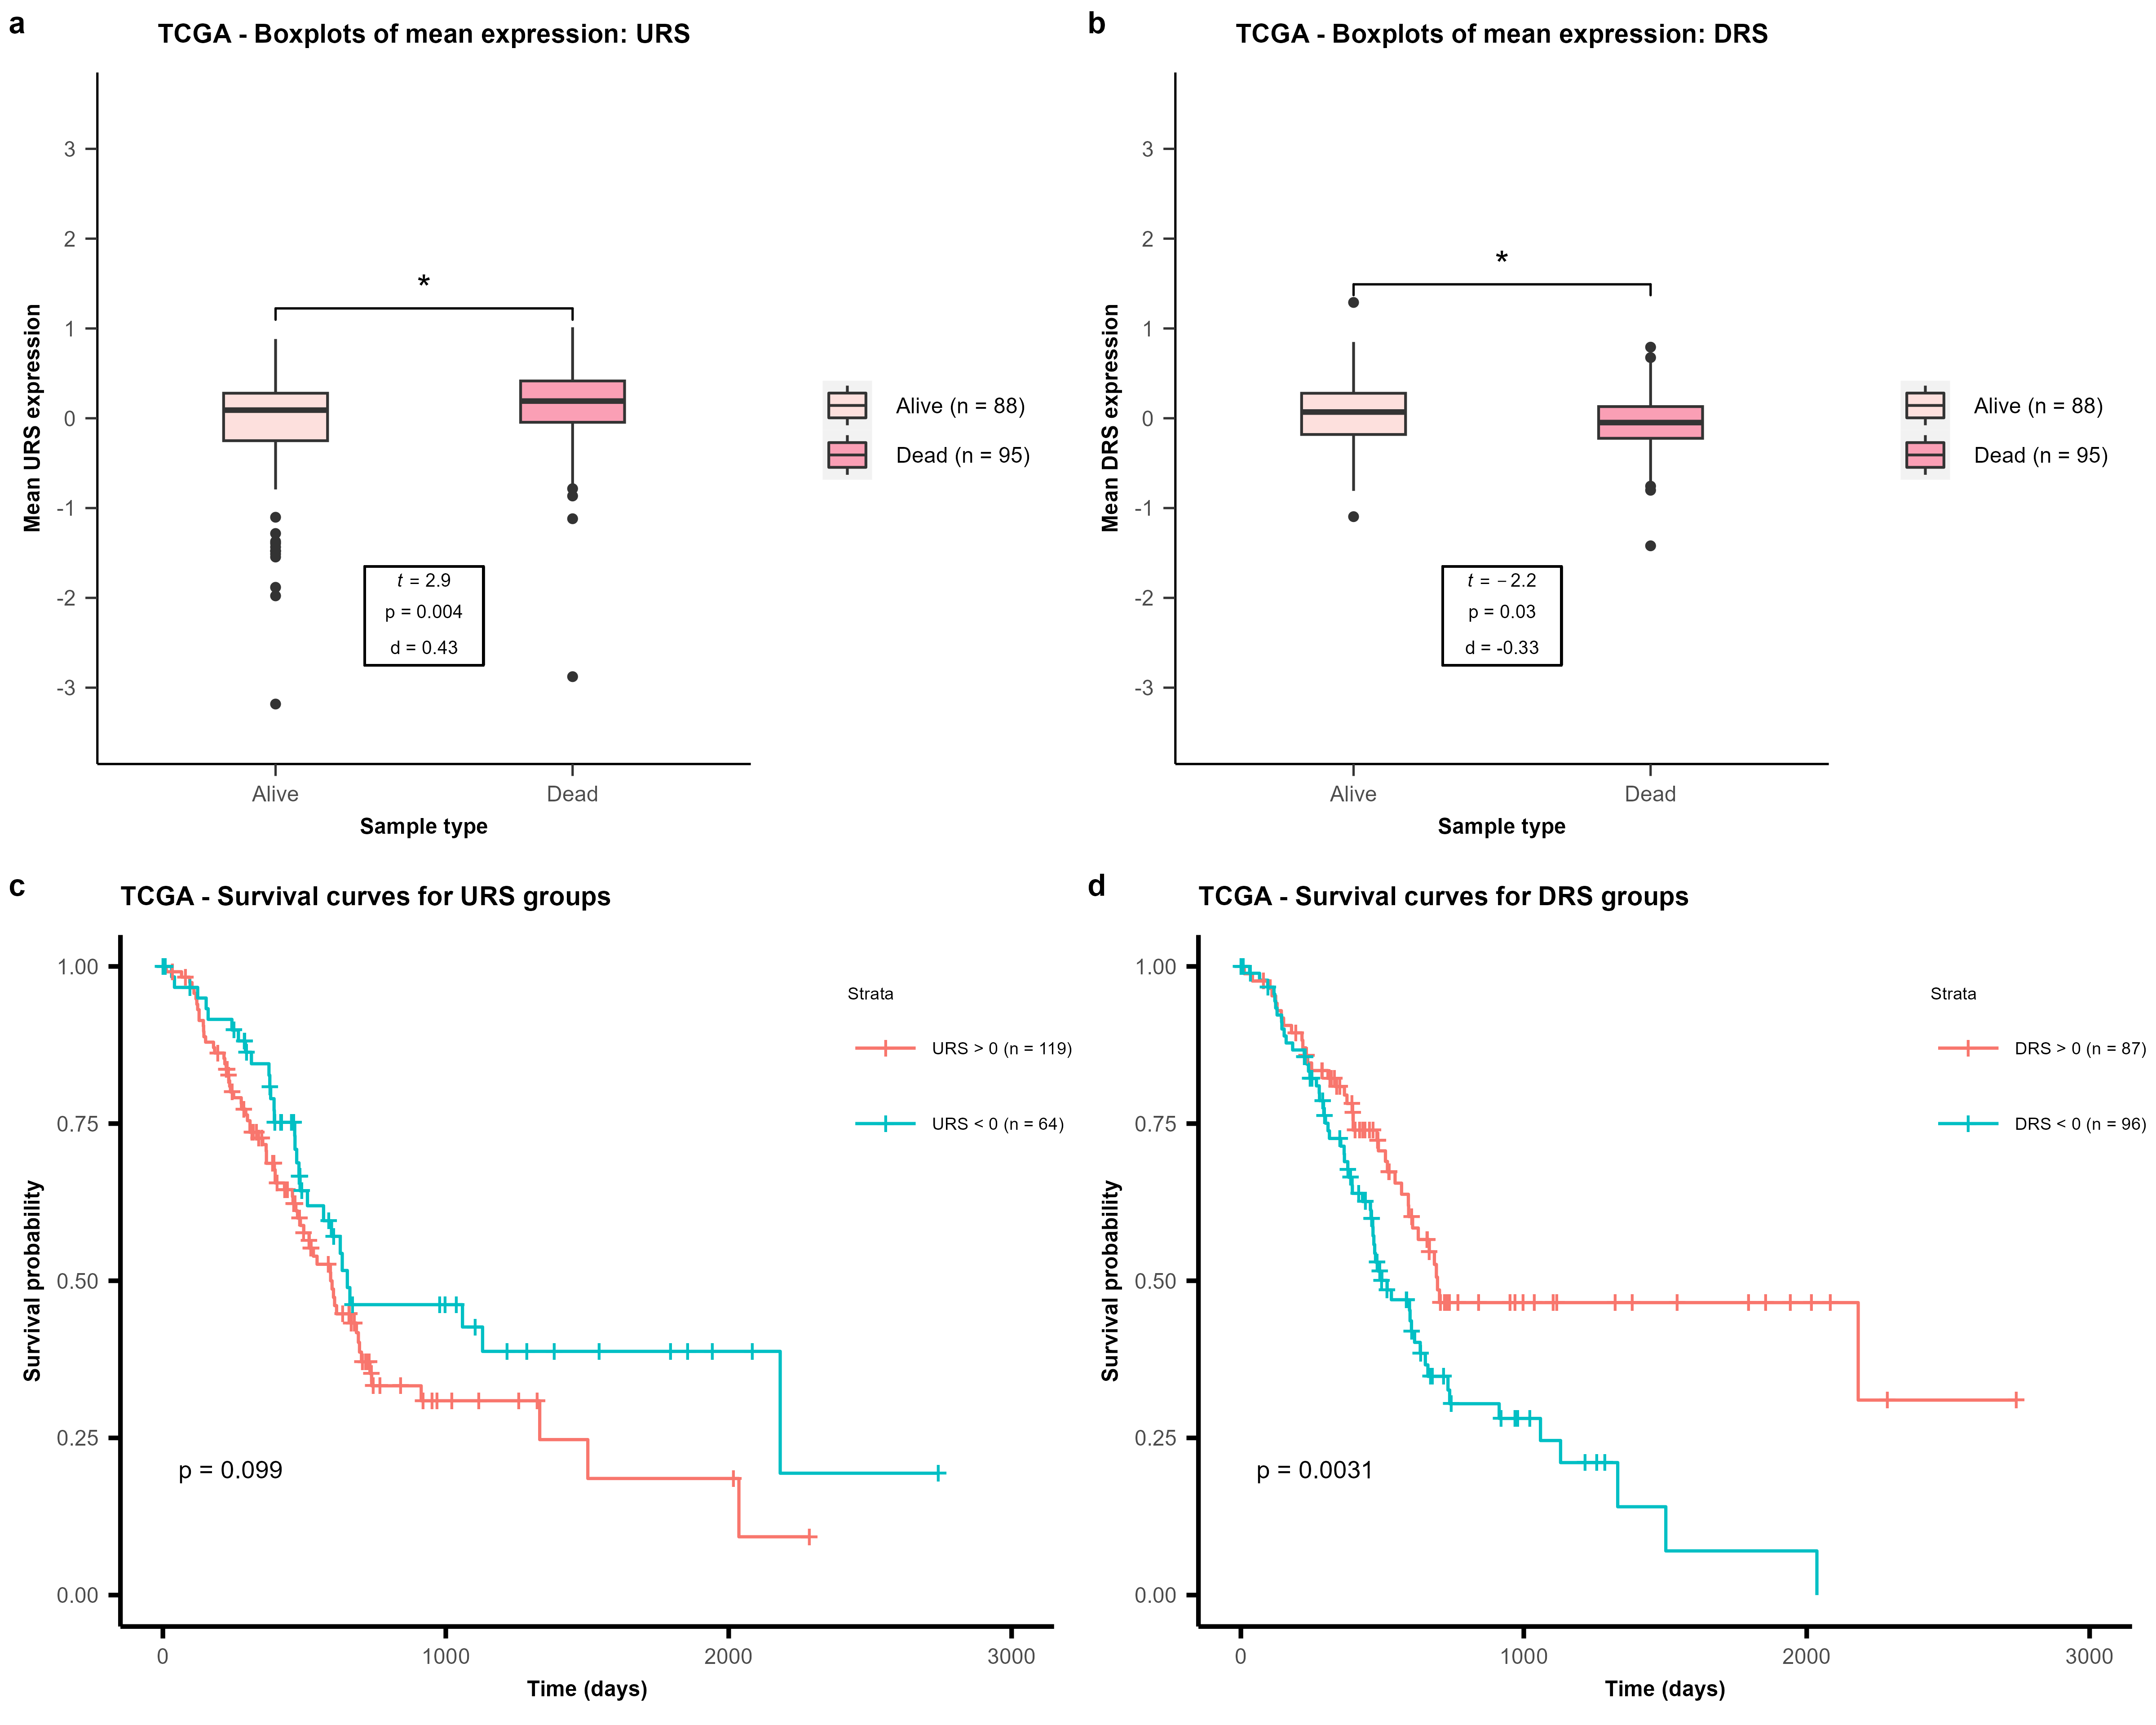 a
TCGA - Boxplots of mean expression: URS
3
2
1
0
-1
-2
-3
Mean URS expression
*
t = 2.9
p = 0.004
d = 0.43
Alive
Dead
Sample type
Alive (n = 88)
Dead (n = 95)
b
TCGA - Boxplots of mean expression: DRS
3
2
1
0
-1
-2
-3
Mean DRS expression
*
t = − 2.2
p = 0.03
d = -0.33
Alive
Dead
Sample type
Alive (n = 88)
Dead (n = 95)
c
TCGA - Survival curves for URS groups
1.00
0.75
0.50
0.25
0.00
Survival probability
Strata
URS > 0 (n = 119)
URS < 0 (n = 64)
p = 0.099
0
1000
2000
3000
Time (days)
d
TCGA - Survival curves for DRS groups
1.00
0.75
0.50
0.25
0.00
Survival probability
Strata
DRS > 0 (n = 87)
DRS < 0 (n = 96)
p = 0.0031
0
1000
2000
3000
Time (days)